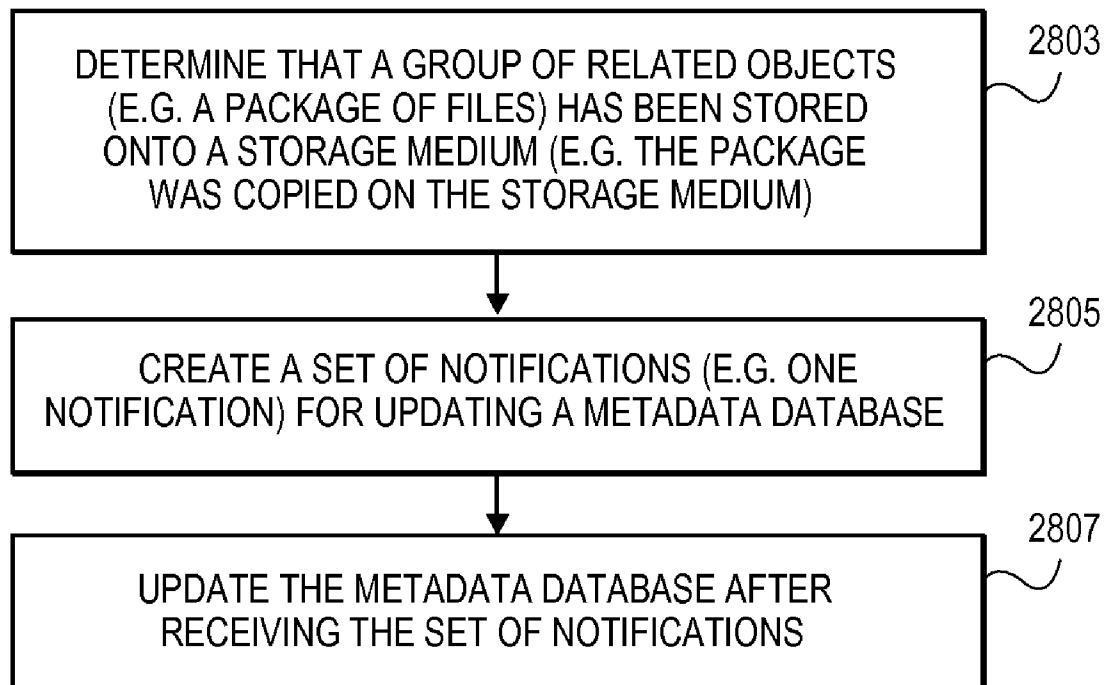 DETERMINE THAT A GROUP OF RELATED OBJECTS
(E.G. A PACKAGE OF FILES) HAS BEEN STORED
ONTO A STORAGE MEDIUM (E.G. THE PACKAGE
WAS COPIED ON THE STORAGE MEDIUM)
2803
CREATE A SET OF NOTIFICATIONS (E.G. ONE
NOTIFICATION) FOR UPDATING A METADATA DATABASE
2805
UPDATE THE METADATA DATABASE AFTER
RECEIVING THE SET OF NOTIFICATIONS
2807